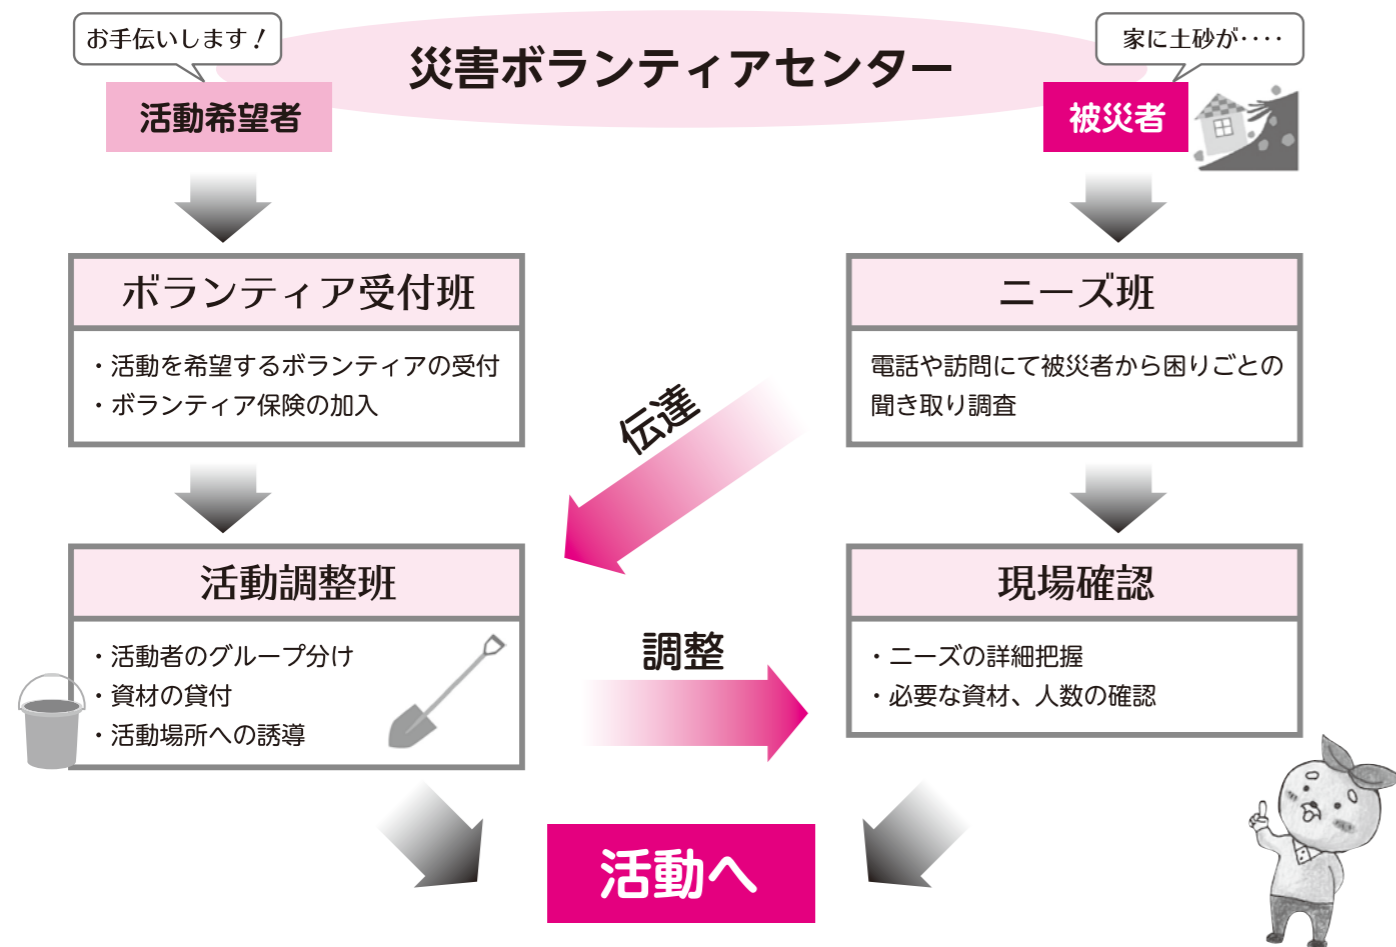 お手伝いします！
災害ボランティアセンター
家に土砂が‥‥
活動希望者
被災者
ボランティア受付班
・活動を希望するボランティアの受付
・ボランティア保険の加入
ニーズ班
電話や訪問にて被災者から困りごとの
聞き取り調査
伝達
活動調整班
・活動者のグループ分け
・資材の貸付
・活動場所への誘導
調整
現場確認
・ニーズの詳細把握
・必要な資材、人数の確認
活動へ